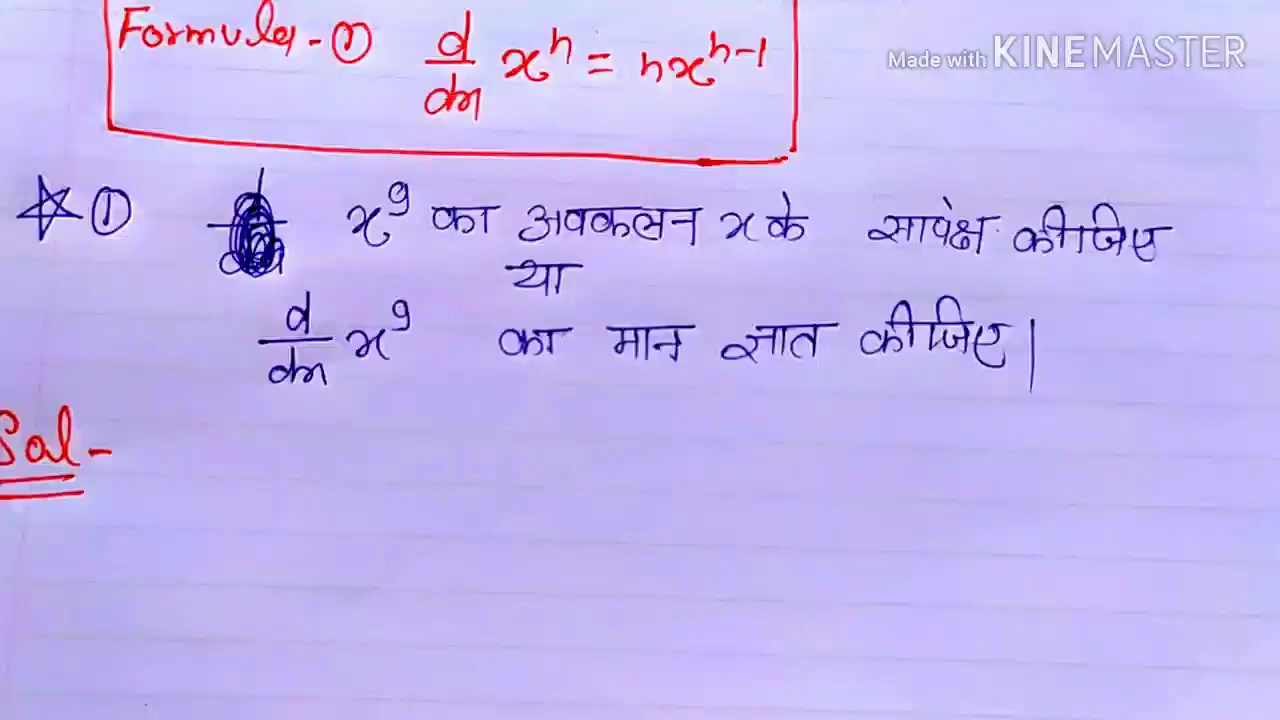 Formula - ①
d/dx xⁿ = nxⁿ⁻¹
Made with KINEMASTER
☆ ① x⁹ का अवकलन x के सापेक्ष कीजिए
या
d/dx x⁹ का मान ज्ञात कीजिए |
Sol -